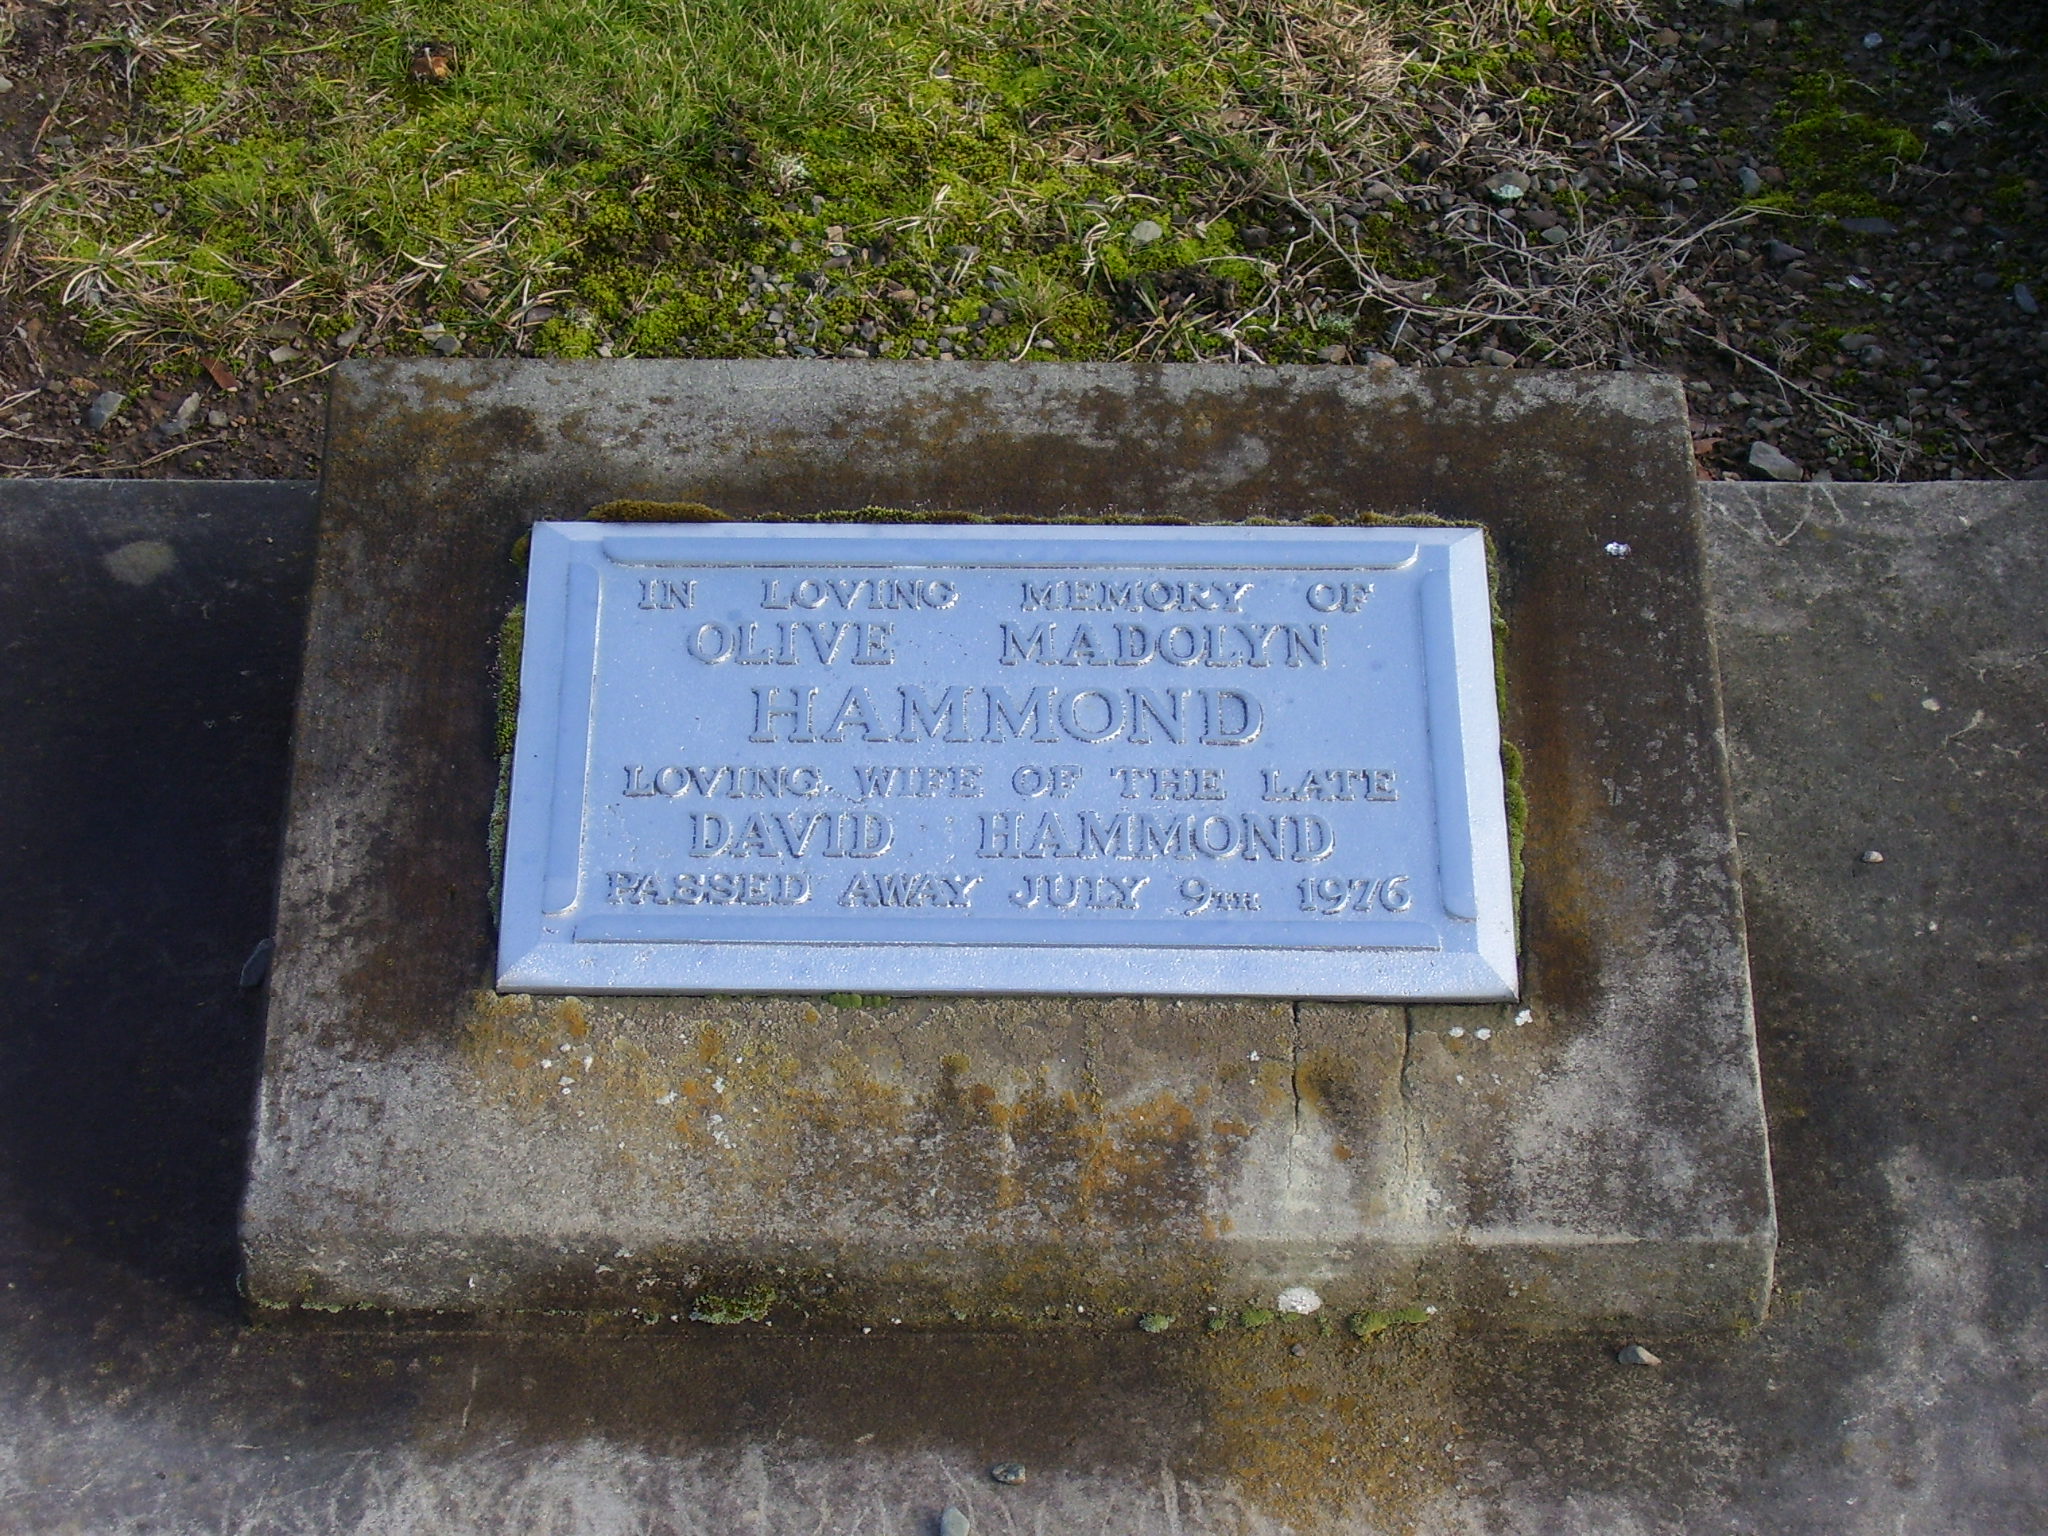 IN LOVING MEMORY OF
OLIVE MADOLYN
HAMMOND
LOVING WIFE OF THE LATE
DAVID HAMMOND
PASSED AWAY JULY 9TH 1976